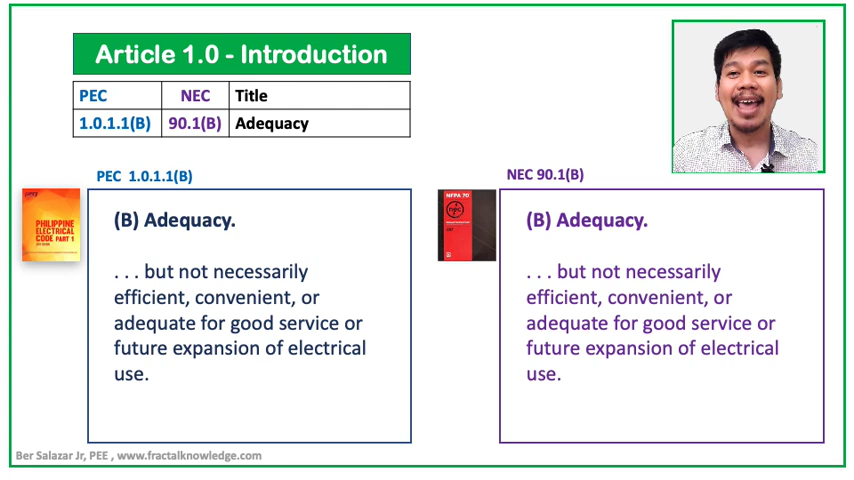 Article 1.0 - Introduction
PEC NEC Title
1.0.1.1(B) 90.1(B) Adequacy
PEC 1.0.1.1(B)
NEC 90.1(B)
PHILIPPINE
ELECTRICAL
CODE PART 1
(B) Adequacy.
. . . but not necessarily
efficient, convenient, or
adequate for good service or
future expansion of electrical
use.
NFPA 70
(B) Adequacy.
. . . but not necessarily
efficient, convenient, or
adequate for good service or
future expansion of electrical
use.
Ber Salazar Jr, PEE , www.fractalknowledge.com